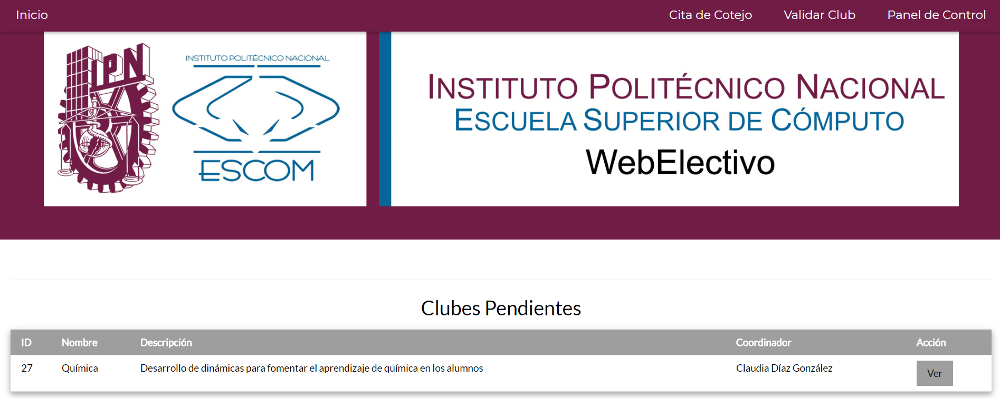 Inicio Cita de Cotejo Validar Club Panel de Control
IPN
INSTITUTO POLITÉCNICO NACIONAL
ESCOM
INSTITUTO POLITÉCNICO NACIONAL
ESCUELA SUPERIOR DE CÓMPUTO
WebElectivo
Clubes Pendientes
ID Nombre Descripción Coordinador Acción
27 Química Desarrollo de dinámicas para fomentar el aprendizaje de química en los alumnos Claudia Díaz González Ver